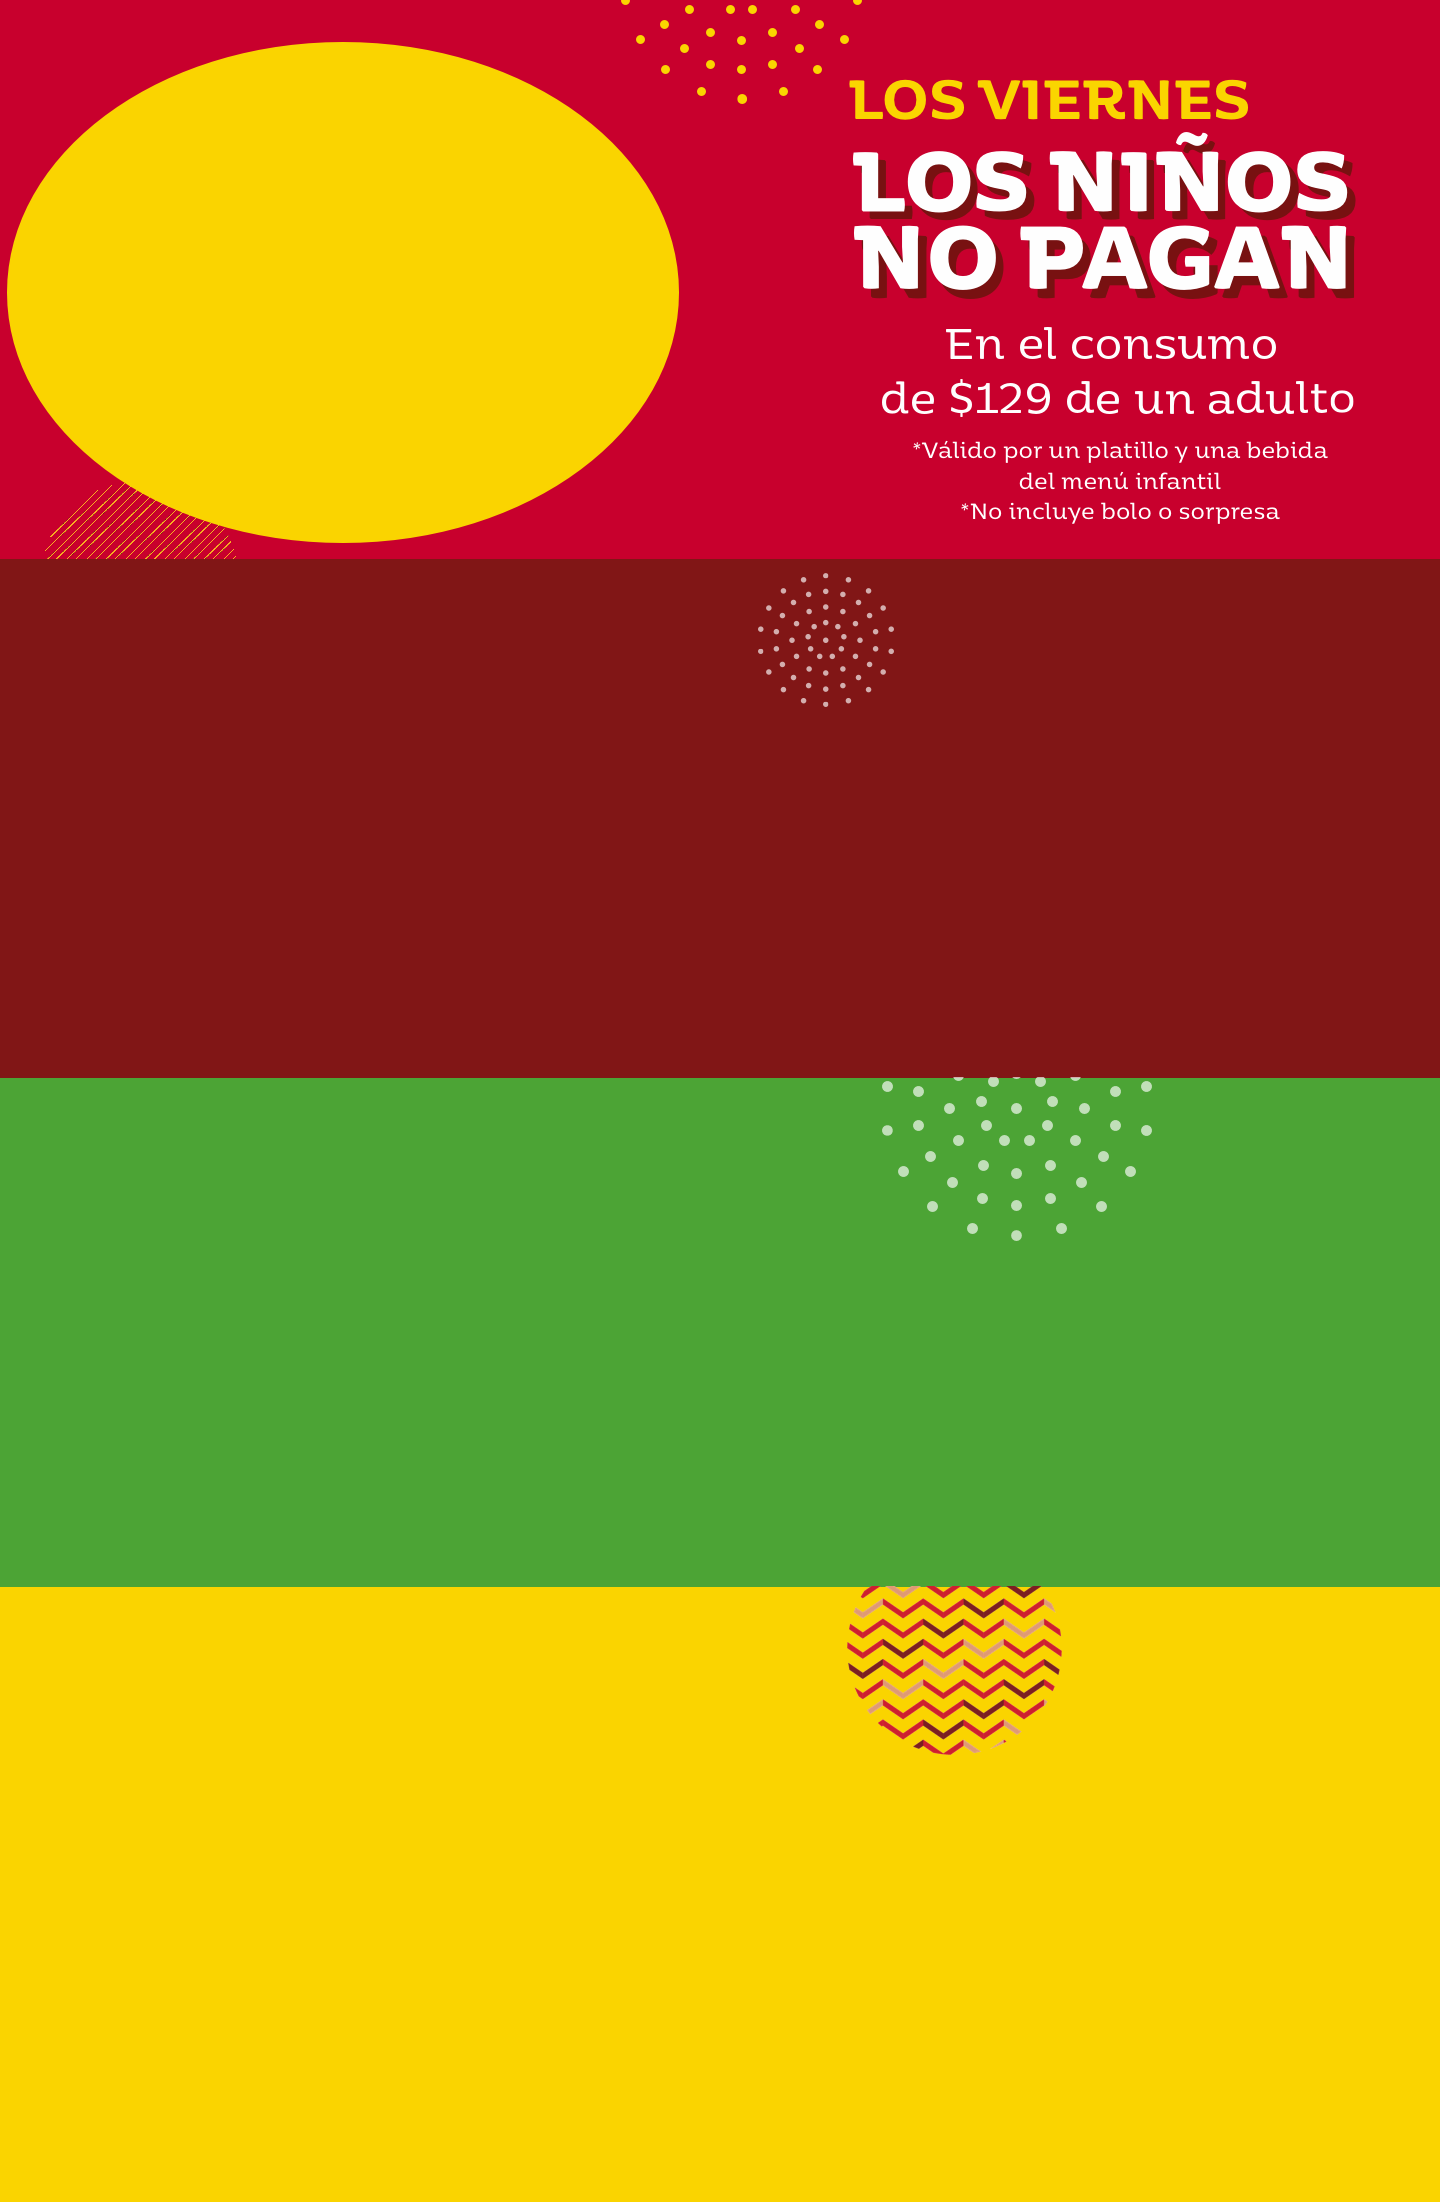 LOS VIERNES
LOS NIÑOS
NO PAGAN
En el consumo
de $129 de un adulto
*Válido por un platillo y una bebida
del menú infantil
*No incluye bolo o sorpresa